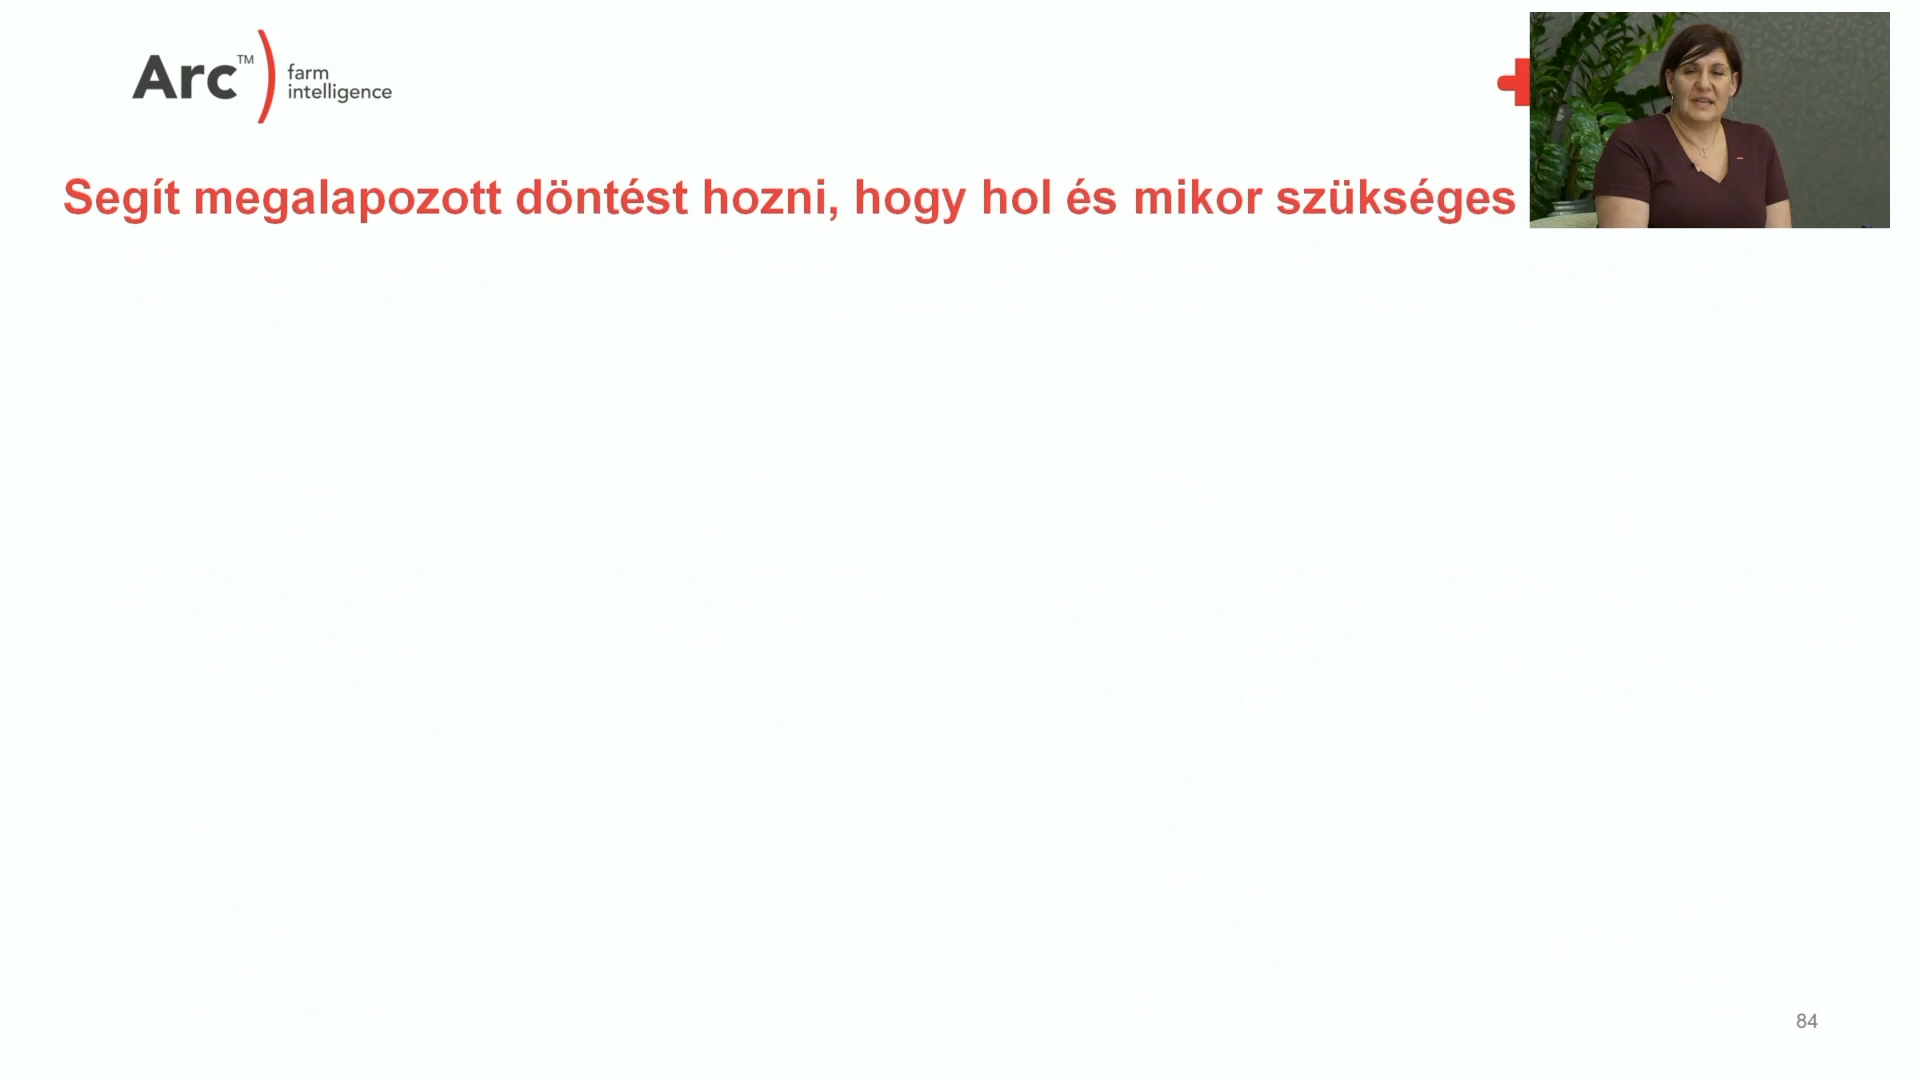 Arc™
farm
intelligence
Segít megalapozott döntést hozni, hogy hol és mikor szükséges
84